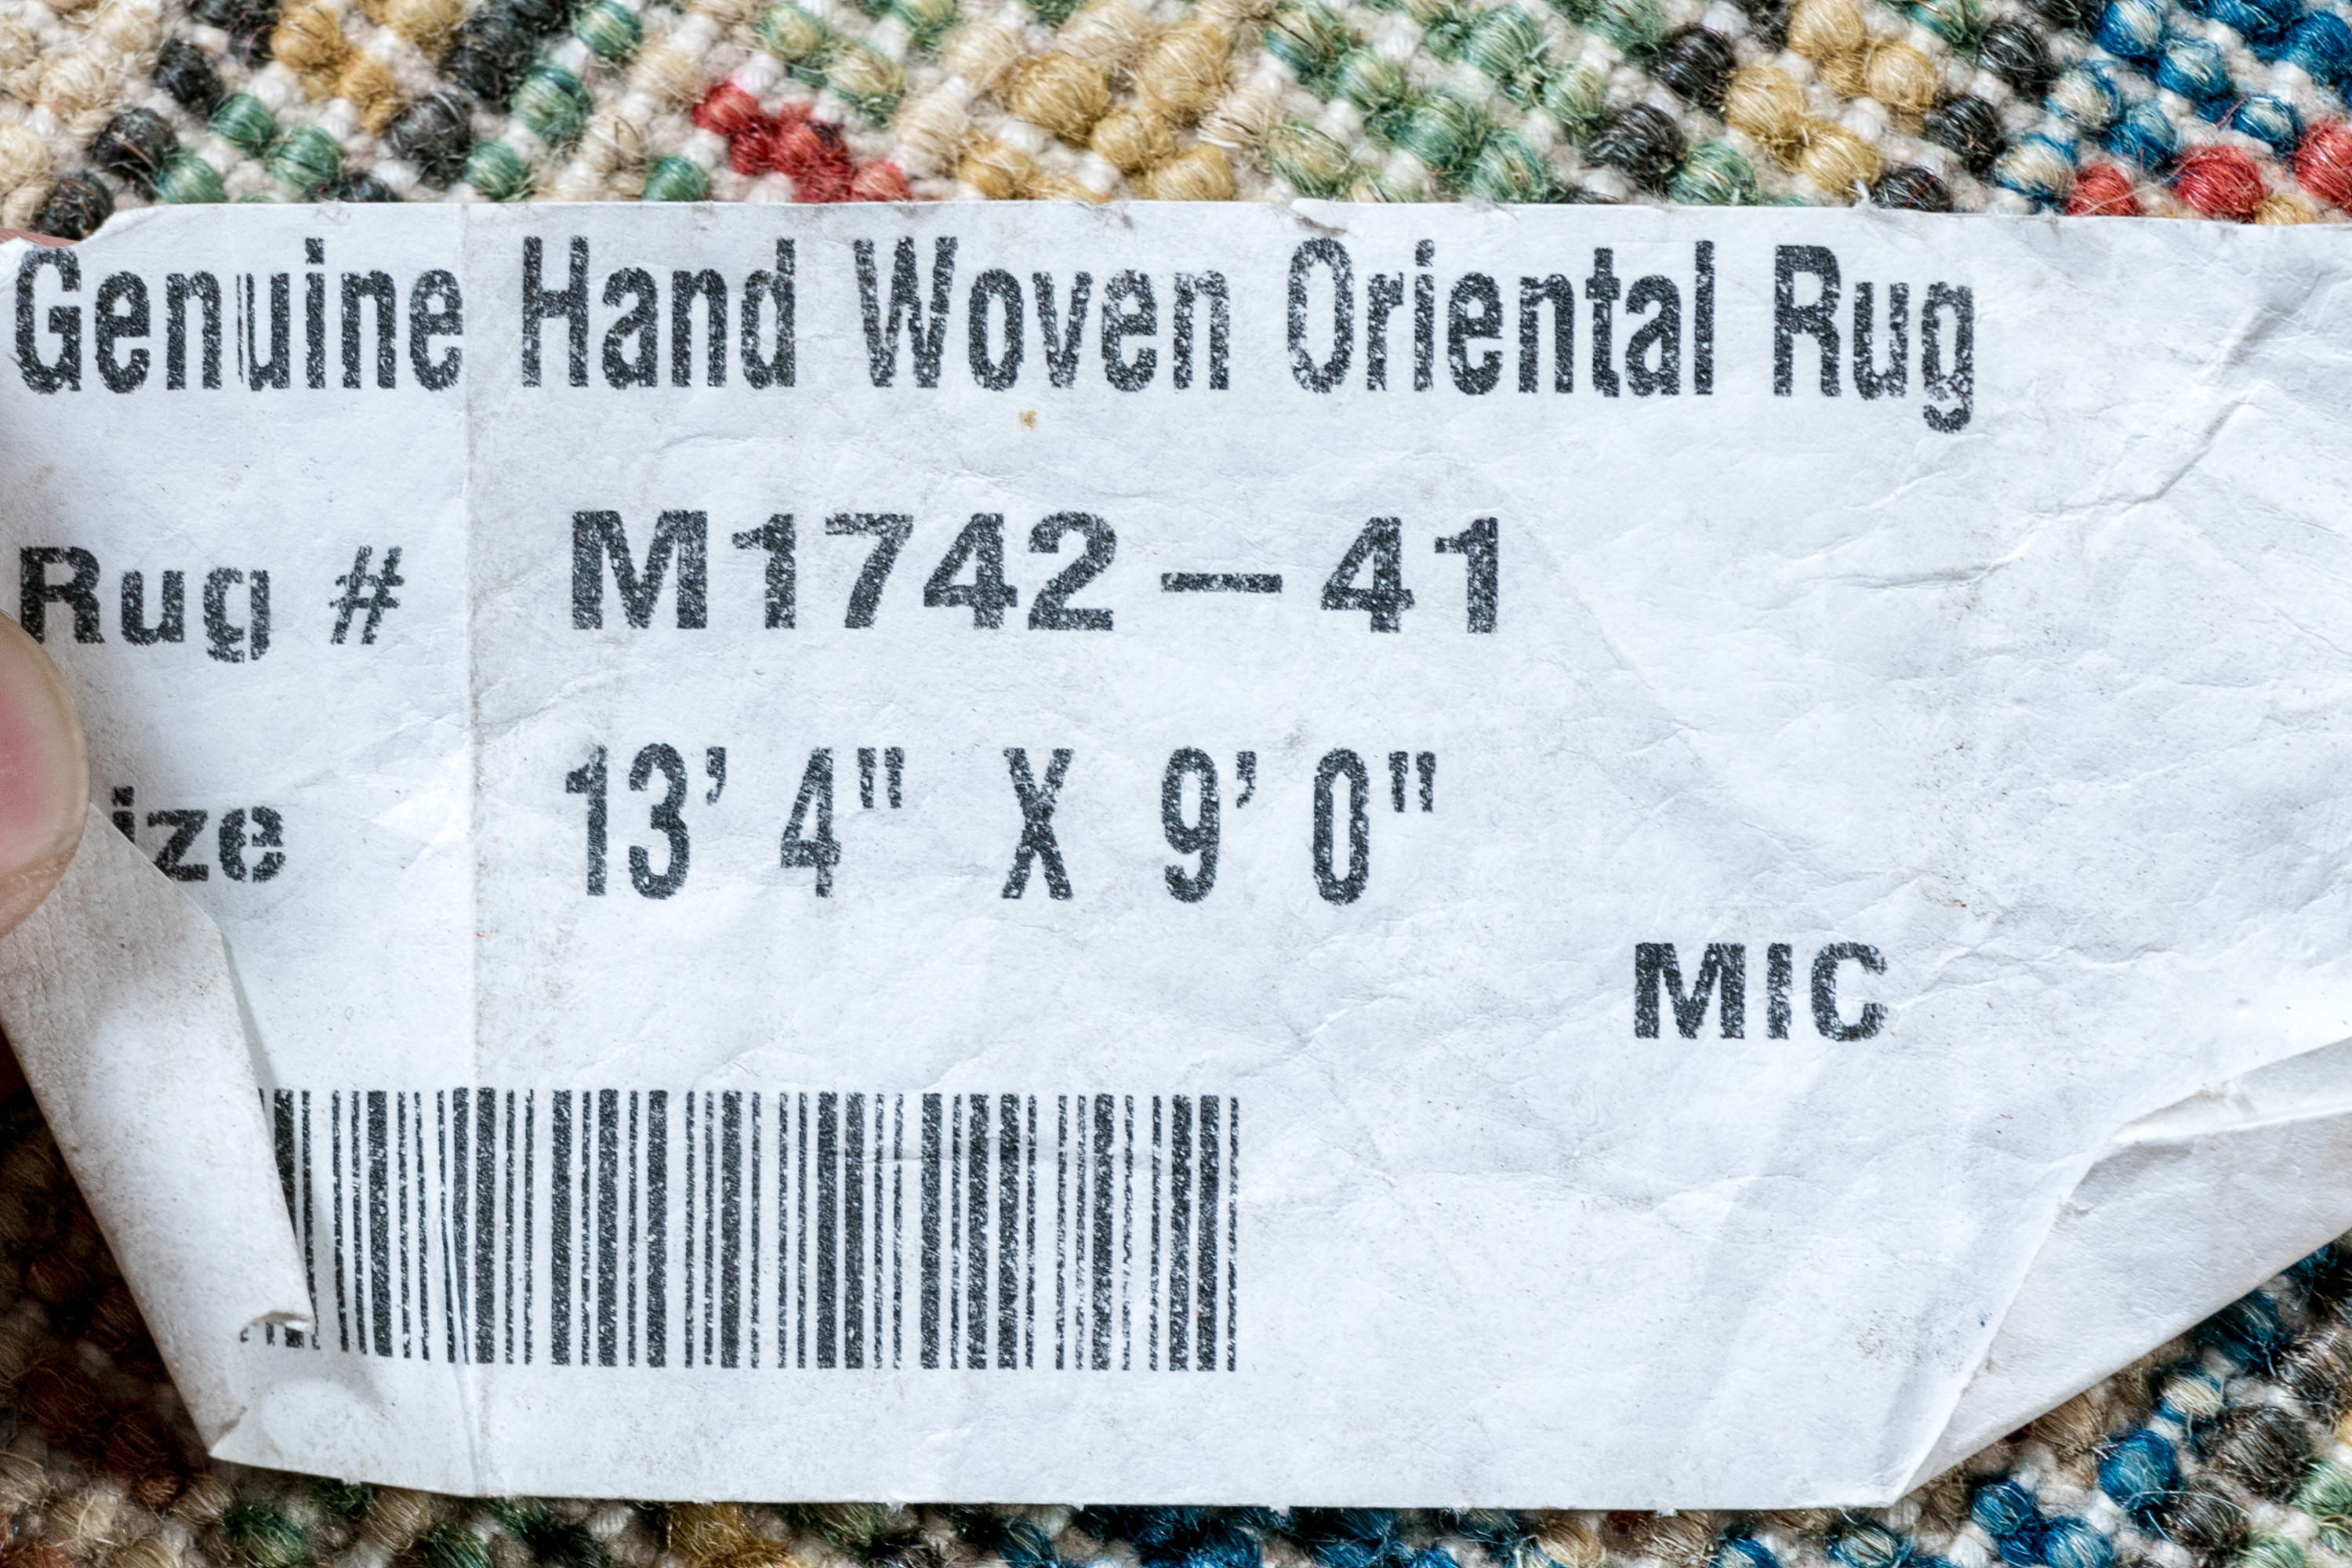 Genuine Hand Woven Oriental Rug
Rug # M1742-41
ize 13' 4" X 9' 0"
MIC